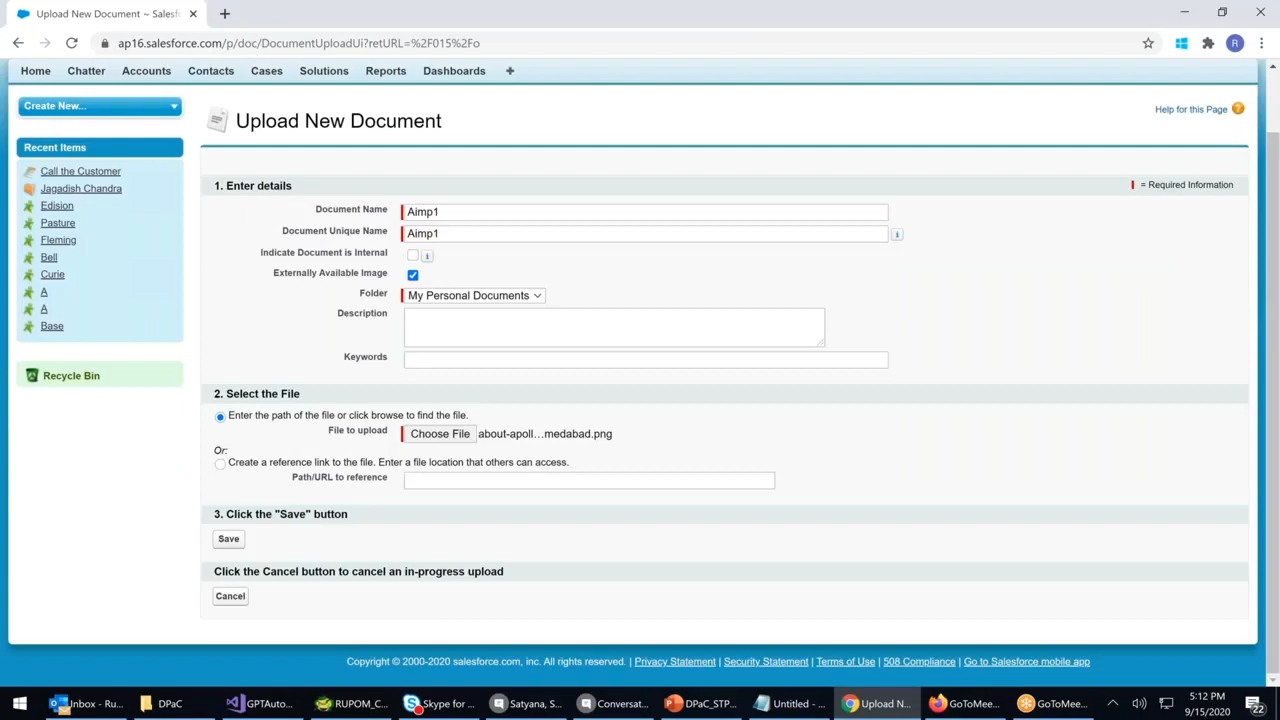 Upload New Document ~ Salesf
ap16.salesforce.com/p/doc/DocumentUploadUi?retURL=%2F015%2Fo
R
Home Chatter Accounts Contacts Cases Solutions Reports Dashboards +
Create New...
Help for this Page ?
Upload New Document
Recent Items
Call the Customer
Jagadish Chandra
Edision
Pasture
Fleming
Bell
Curie
A
A
Base
Recycle Bin
1. Enter details
= Required Information
Document Name Aimp1
Document Unique Name Aimp1
Indicate Document is Internal
Externally Available Image
Folder My Personal Documents
Description
Keywords
2. Select the File
Enter the path of the file or click browse to find the file.
File to upload Choose File about-apoll…medabad.png
Or:
Create a reference link to the file. Enter a file location that others can access.
Path/URL to reference
3. Click the "Save" button
Save
Click the Cancel button to cancel an in-progress upload
Cancel
Copyright © 2000-2020 salesforce.com, inc. All rights reserved. | Privacy Statement | Security Statement | Terms of Use | 508 Compliance | Go to Salesforce mobile app
Inbox - Ru... DPaC GPTAuto... RUPOM_C... Skype for ... Satyana, S... Conversat... DPaC_STP... Untitled - ... Upload N... GoToMee... GoToMee... 5:12 PM
9/15/2020 22